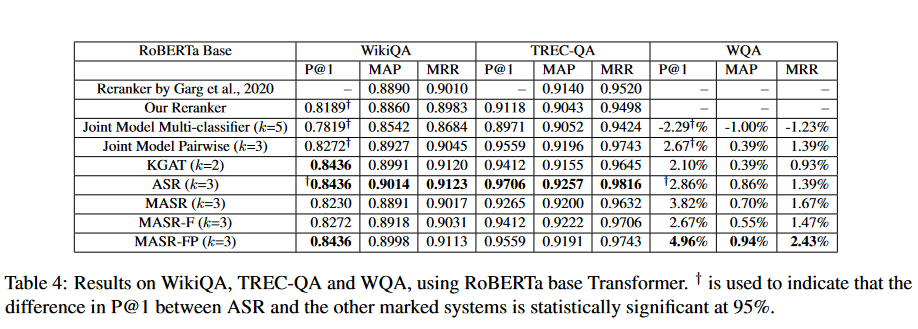 RoBERTa Base WikiQA TREC-QA WQA
P@1 MAP MRR P@1 MAP MRR P@1 MAP MRR
Reranker by Garg et al., 2020 – 0.8890 0.9010 – 0.9140 0.9520 – – –
Our Reranker 0.8189† 0.8860 0.8983 0.9118 0.9043 0.9498 – – –
Joint Model Multi-classifier (k=5) 0.7819† 0.8542 0.8684 0.8971 0.9052 0.9424 -2.29†% -1.00% -1.23%
Joint Model Pairwise (k=3) 0.8272† 0.8927 0.9045 0.9559 0.9196 0.9743 2.67†% 0.39% 1.39%
KGAT (k=2) 0.8436 0.8991 0.9120 0.9412 0.9155 0.9645 2.10% 0.39% 0.93%
ASR (k=3) †0.8436 0.9014 0.9123 0.9706 0.9257 0.9816 †2.86% 0.86% 1.39%
MASR (k=3) 0.8230 0.8891 0.9017 0.9265 0.9200 0.9632 3.82% 0.70% 1.67%
MASR-F (k=3) 0.8272 0.8918 0.9031 0.9412 0.9222 0.9706 2.67% 0.55% 1.47%
MASR-FP (k=3) 0.8436 0.8998 0.9113 0.9559 0.9191 0.9743 4.96% 0.94% 2.43%
Table 4: Results on WikiQA, TREC-QA and WQA, using RoBERTa base Transformer. † is used to indicate that the
difference in P@1 between ASR and the other marked systems is statistically significant at 95%.